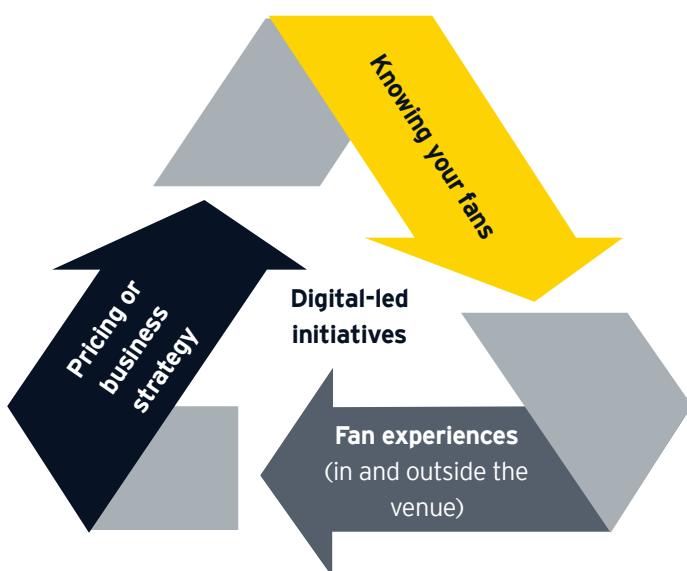 Knowing your fans
Digital-led
initiatives
Pricing or
business
strategy
Fan experiences
(in and outside the
venue)